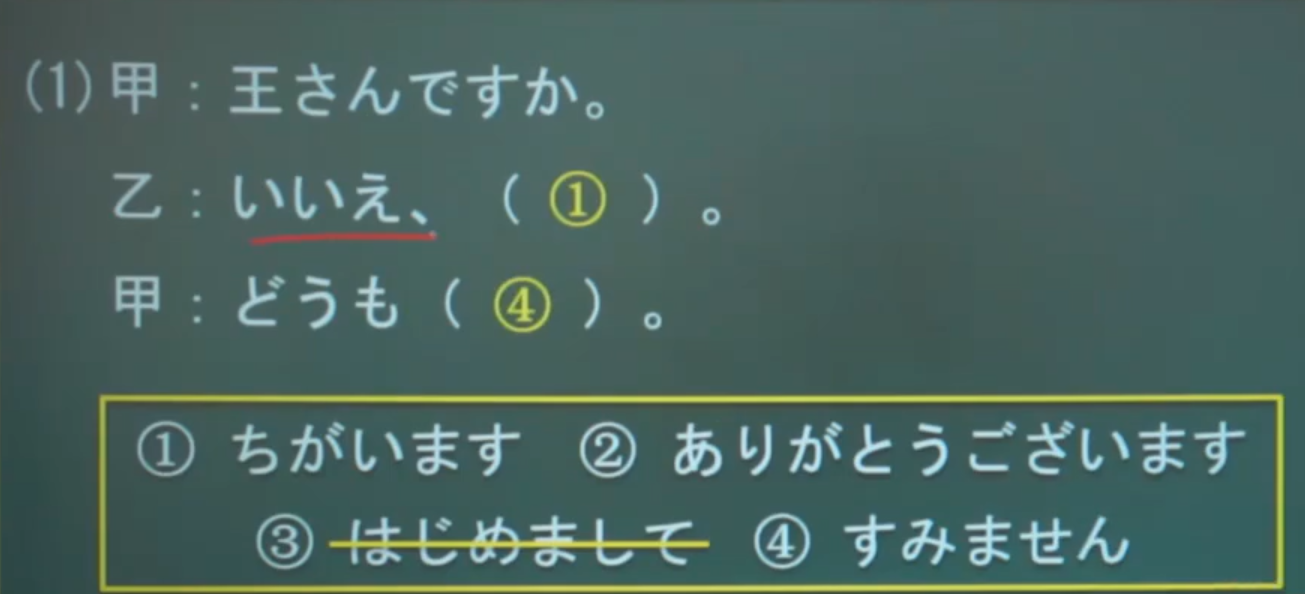 (1)甲：王さんですか。
乙：いいえ、（ ① ）。
甲：どうも（ ④ ）。
① ちがいます ② ありがとうございます
③ はじめまして ④ すみません